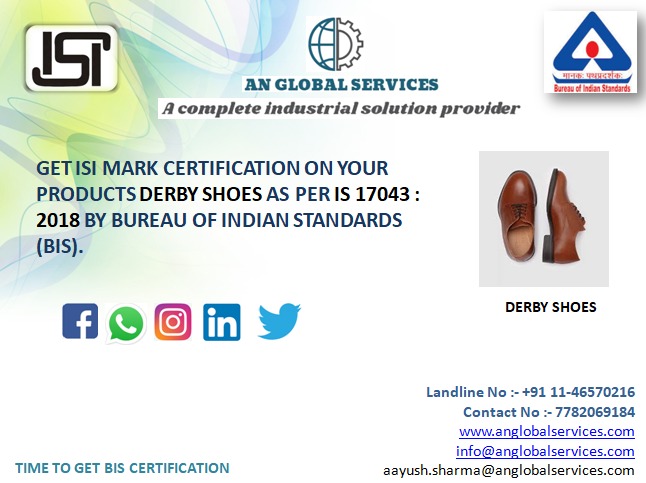 ISI
AN GLOBAL SERVICES
A complete industrial solution provider
मानकः पथप्रदर्शकः
Bureau of Indian Standards
GET ISI MARK CERTIFICATION ON YOUR
PRODUCTS DERBY SHOES AS PER IS 17043 :
2018 BY BUREAU OF INDIAN STANDARDS
(BIS).
DERBY SHOES
Landline No :- +91 11-46570216
Contact No :- 7782069184
www.anglobalservices.com
info@anglobalservices.com
aayush.sharma@anglobalservices.com
TIME TO GET BIS CERTIFICATION